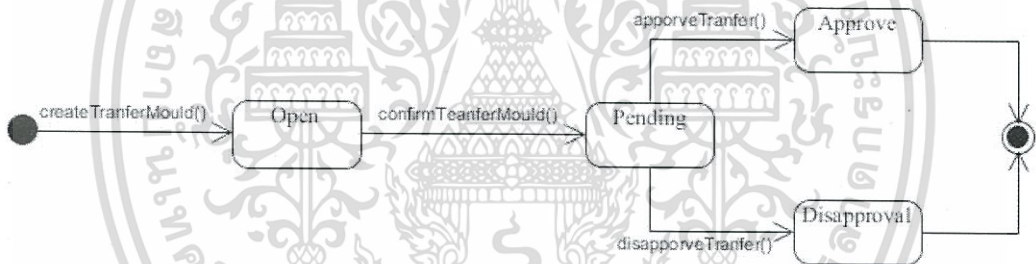 apporveTranfer()
Approve
createTranferMould()
Open
confirmTeanferMould()
Pending
Disapproval
disapporveTranfer()